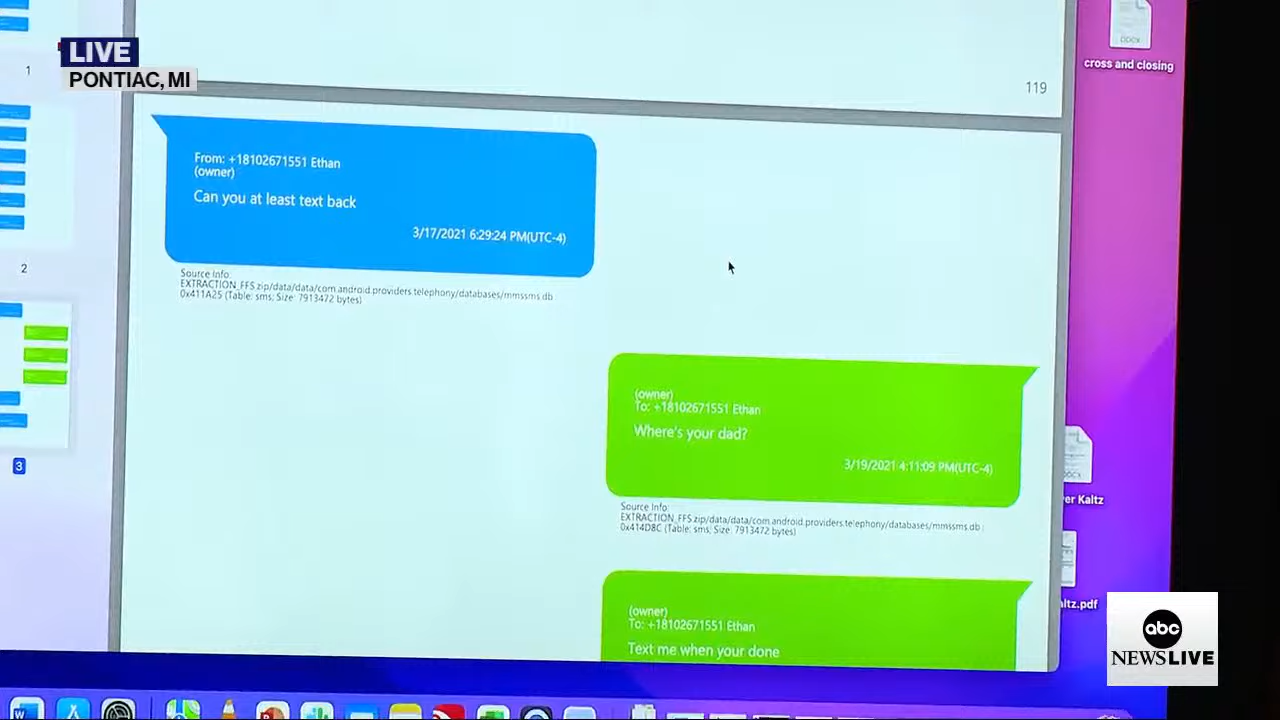 LIVE
PONTIAC, MI
1
2
3
119
cross and closing
From: +18102671551 Ethan
(owner)
Can you at least text back
3/17/2021 6:29:24 PM(UTC-4)
Source Info:
EXTRACTION_FFS.zip/data/data/com.android.providers.telephony/databases/mmssms.db :
0x411A25 (Table: sms; Size: 7913472 bytes)
(owner)
To: +18102671551 Ethan
Where's your dad?
3/19/2021 4:11:09 PM(UTC-4)
Source Info:
EXTRACTION_FFS.zip/data/data/com.android.providers.telephony/databases/mmssms.db :
0x414D8C (Table: sms; Size: 7913472 bytes)
(owner)
To: +18102671551 Ethan
Text me when your done
er Kaltz
altz.pdf
abc
NEWS LIVE